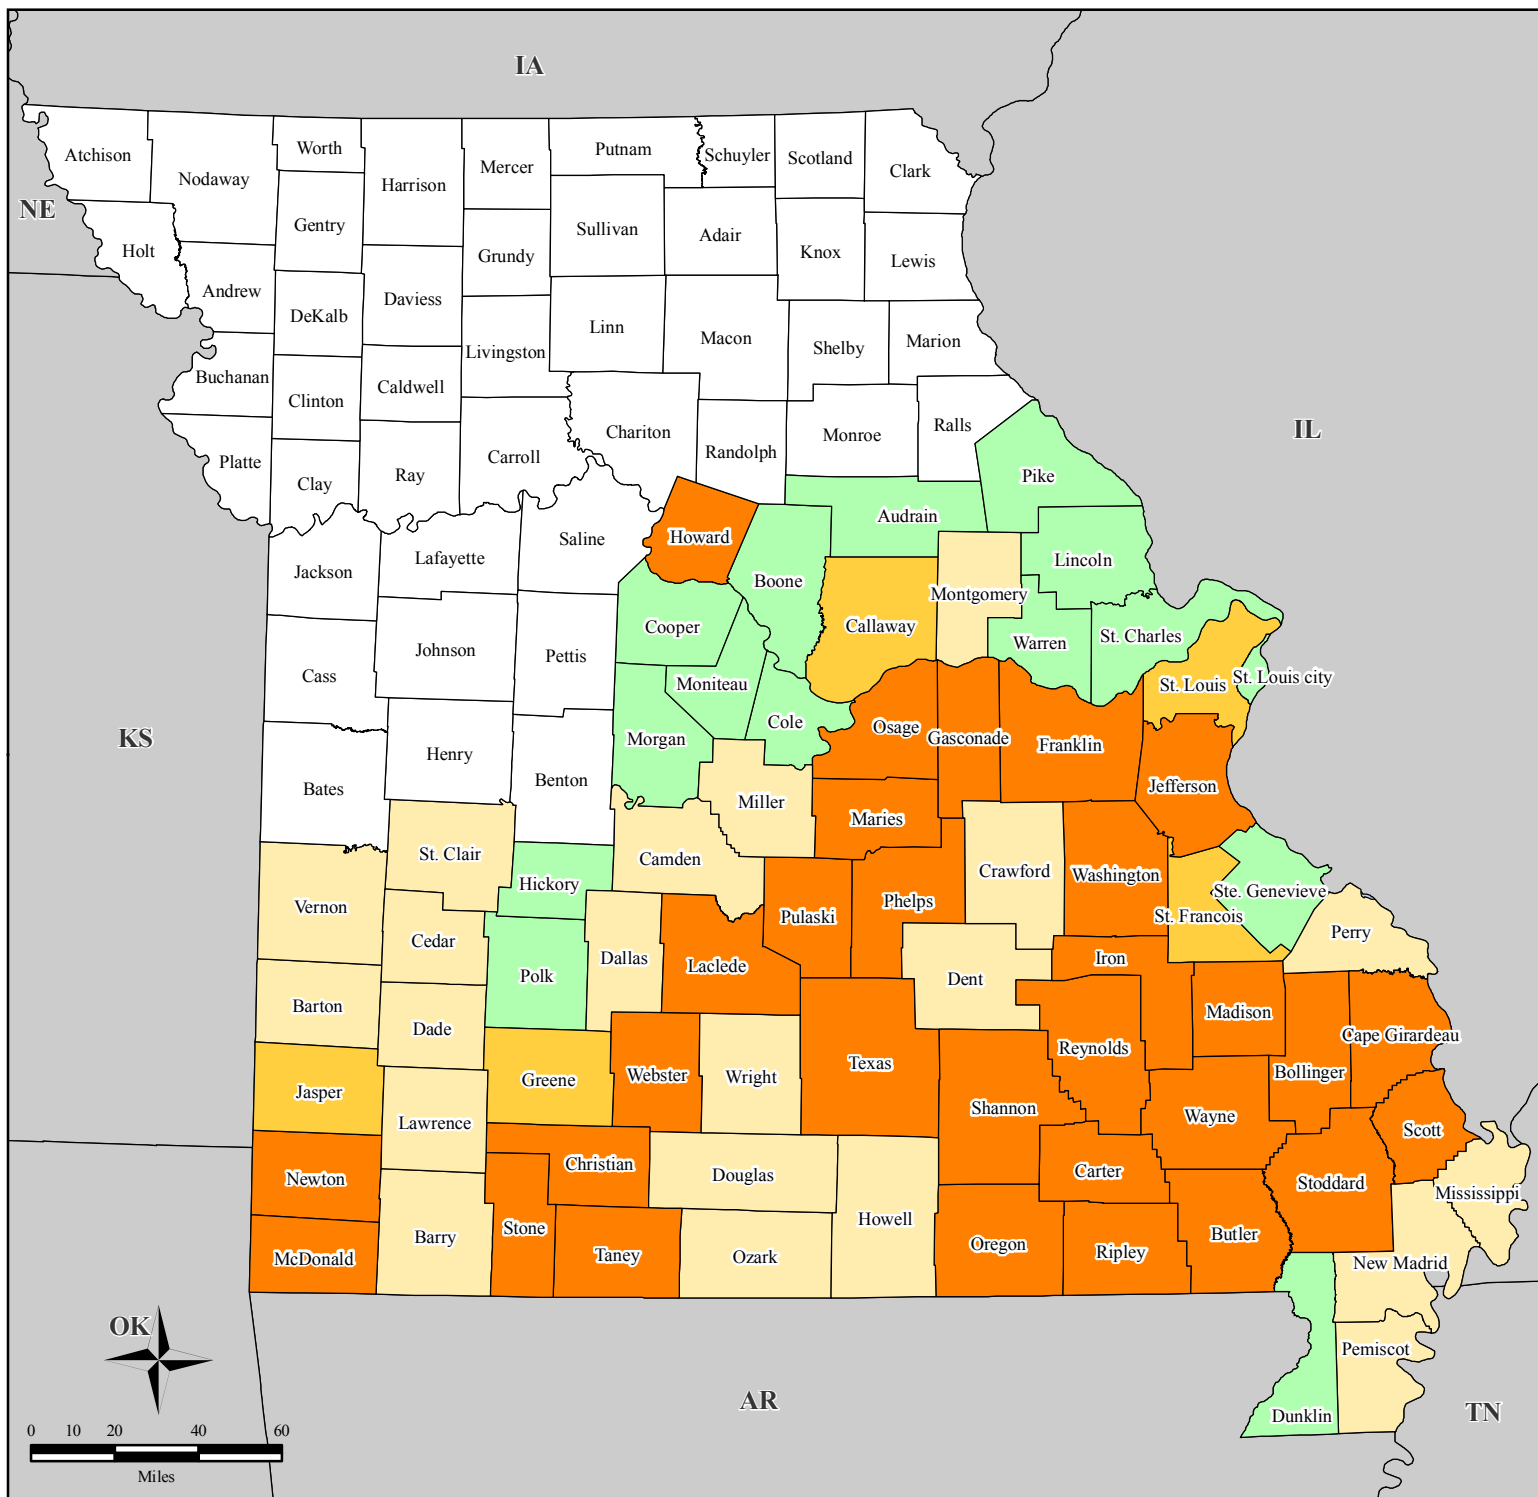 IA
Atchison
Nodaway
Worth
Harrison
Mercer
Putnam
Schuyler
Scotland
Clark
NE
Holt
Gentry
Grundy
Sullivan
Adair
Knox
Lewis
Andrew
DeKalb
Daviess
Livingston
Linn
Macon
Shelby
Marion
Buchanan
Clinton
Caldwell
Chariton
Randolph
Monroe
Ralls
IL
Platte
Clay
Ray
Carroll
Pike
Audrain
Howard
Saline
Lafayette
Jackson
Boone
Lincoln
Montgomery
Callaway
Cooper
Johnson
Pettis
Cass
Warren
St. Charles
Moniteau
St. Louis
St. Louis city
KS
Henry
Morgan
Cole
Osage
Gasconade
Franklin
Bates
Benton
Miller
Jefferson
Maries
St. Clair
Camden
Crawford
Washington
Hickory
Ste. Genevieve
Vernon
Pulaski
Phelps
St. Francois
Perry
Cedar
Dallas
Laclede
Iron
Polk
Dent
Barton
Dade
Madison
Cape Girardeau
Reynolds
Texas
Bollinger
Jasper
Greene
Webster
Wright
Shannon
Wayne
Lawrence
Scott
Newton
Christian
Douglas
Carter
Stoddard
Mississippi
McDonald
Barry
Stone
Taney
Ozark
Howell
Oregon
Ripley
Butler
New Madrid
OK
Pemiscot
AR
Dunklin
TN
0 10 20 40 60
Miles